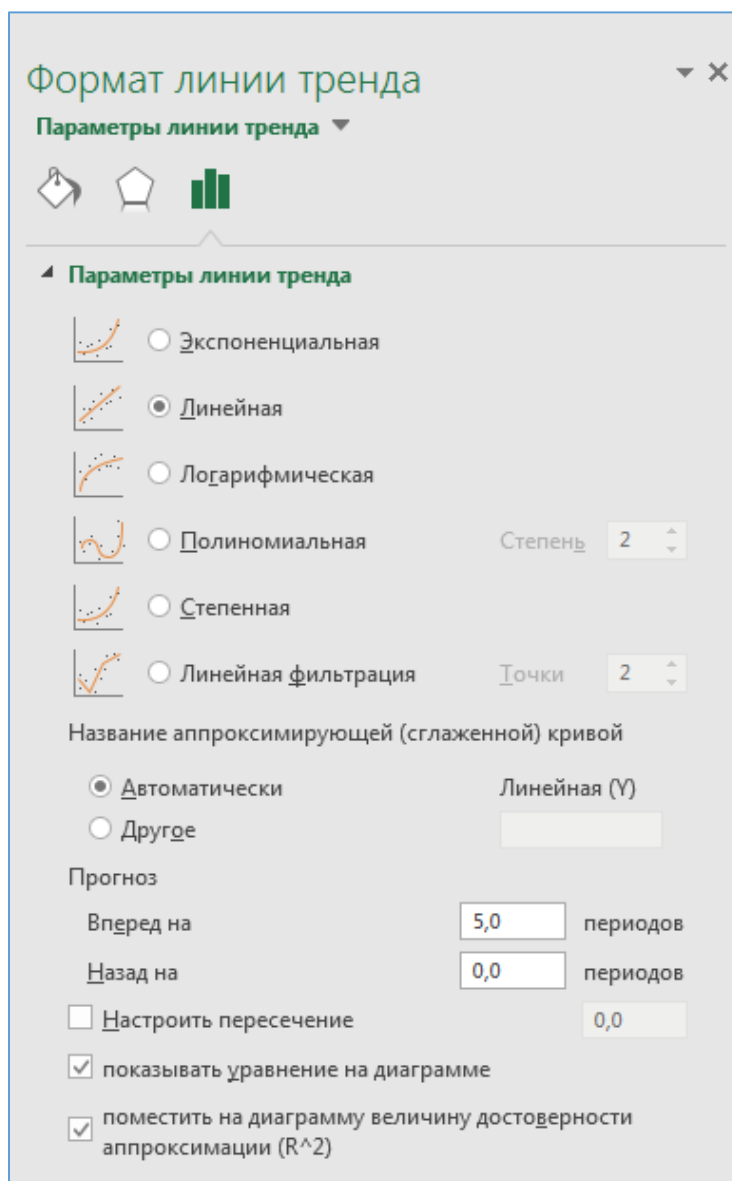 Формат линии тренда
Параметры линии тренда
Параметры линии тренда
Экспоненциальная
Линейная
Логарифмическая
Полиномиальная Степень 2
Степенная
Линейная фильтрация Точки 2
Название аппроксимирующей (сглаженной) кривой
Автоматически Линейная (Y)
Другое
Прогноз
Вперед на 5,0 периодов
Назад на 0,0 периодов
Настроить пересечение 0,0
показывать уравнение на диаграмме
поместить на диаграмму величину достоверности
аппроксимации (R^2)